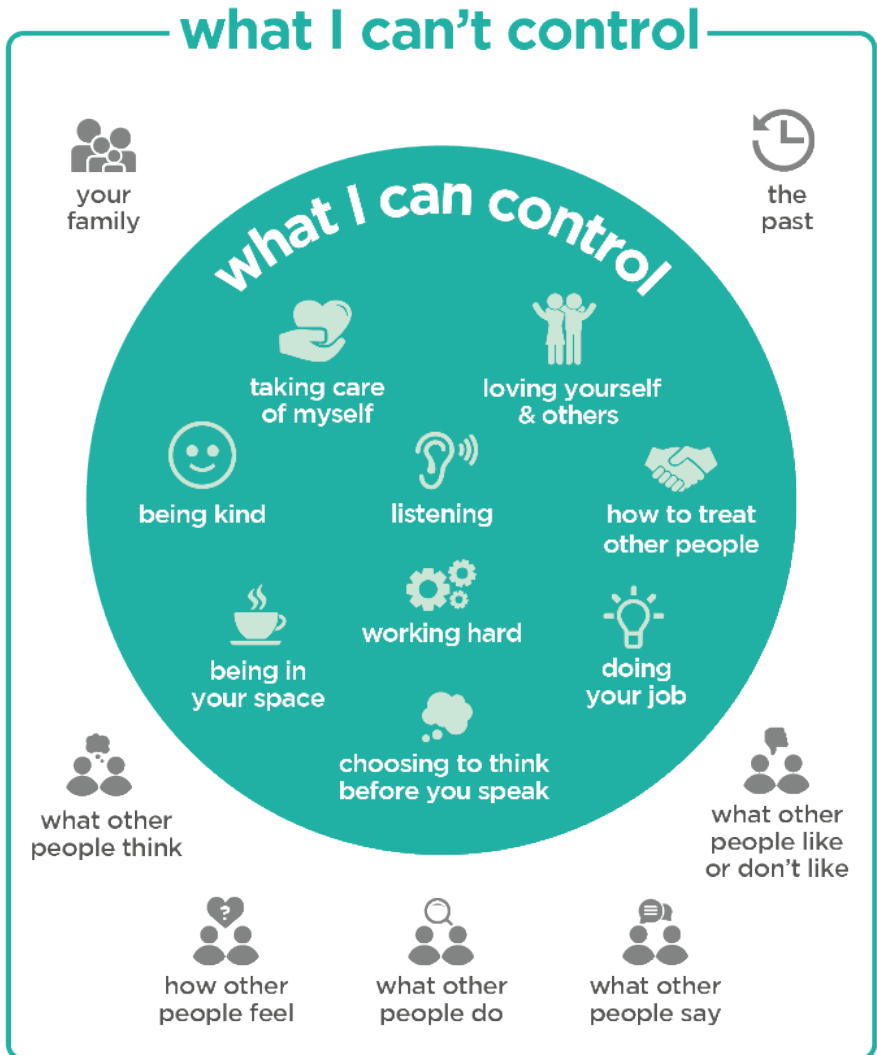 what I can't control
your
family
the
past
what I can control
taking care
of myself
loving yourself
& others
being kind
listening
how to treat
other people
working hard
being in
your space
doing
your job
choosing to think
before you speak
what other
people think
what other
people like
or don't like
?
how other
people feel
what other
people do
what other
people say